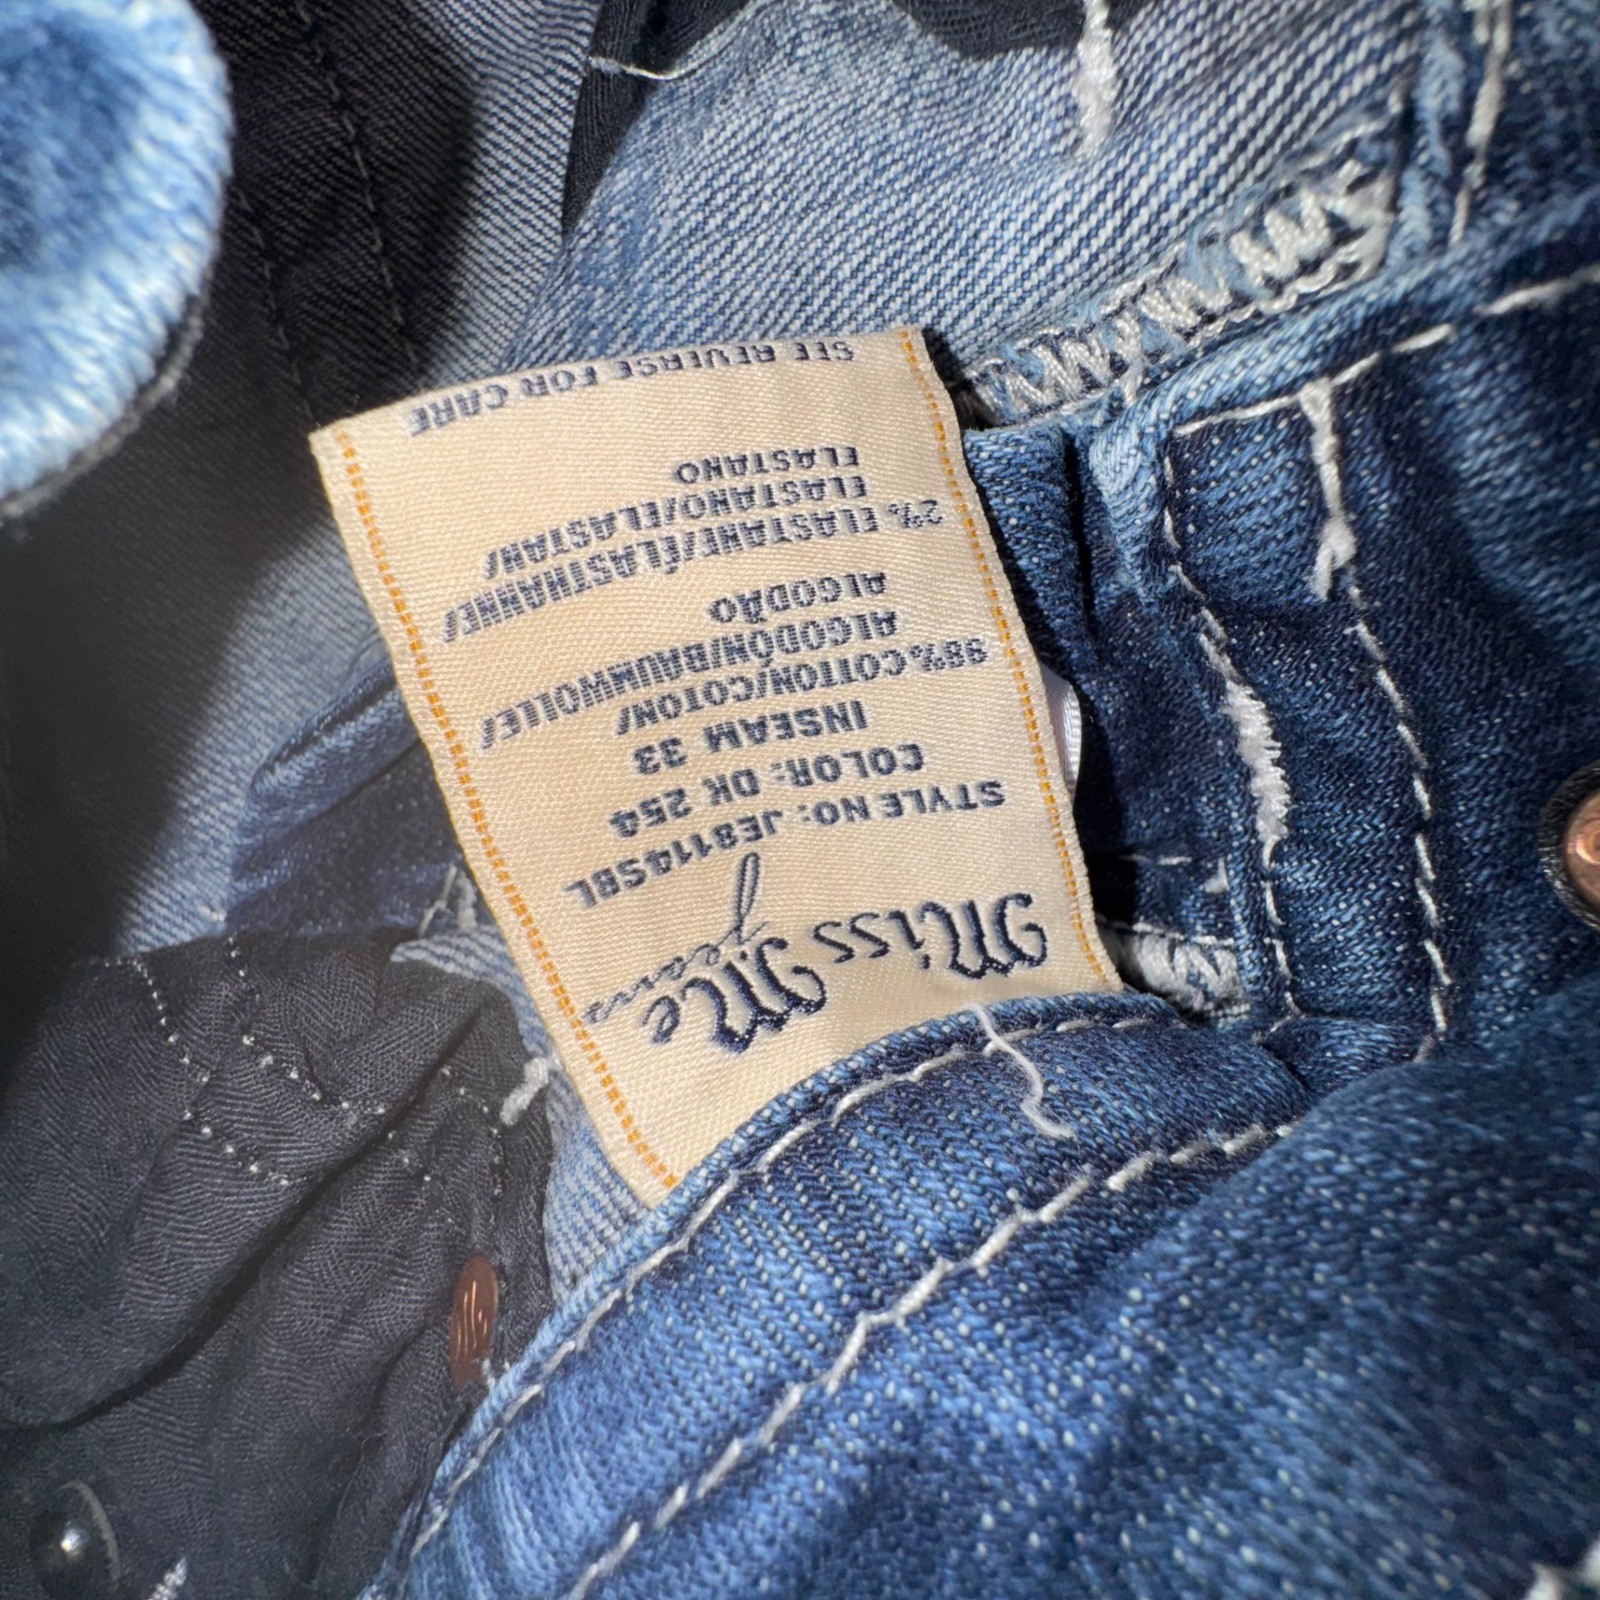 Miss Me
Jeans
STYLE NO: JE8114SBL
COLOR: DK 254
INSEAM 33
98% COTTON/COTON/
ALGODÓN/BAUMWOLLE/
ALGODÃO
2% ELASTANE/ÉLASTHANNE/
ELASTANO/ELASTAN/
ELASTANO
SEE REVERSE FOR CARE